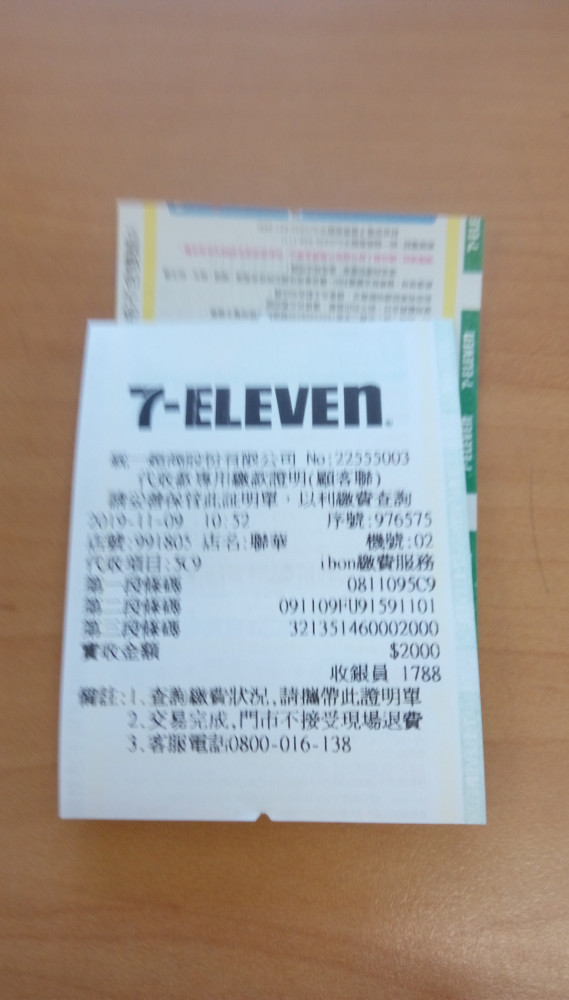 7-ELEVEN
統一超商股份有限公司 No:22555003
代收款專用繳款證明(顧客聯)
請公善保管此証明單,以利繳費查詢
2019-11-09 10:52 序號:976575
店號:991805 店名:聯華 機號:02
代收項目:5C9 ibon繳費服務
第一段條碼 0811095C9
第二段條碼 091109FU91591101
第三段條碼 321351460002000
實收金額 $2000
收銀員 1788
備註:1、查詢繳費狀況,請攜帶此證明單
2、交易完成,門市不接受現場退費
3、客服電話0800-016-138
7-ELEVEN
7-ELEVEN